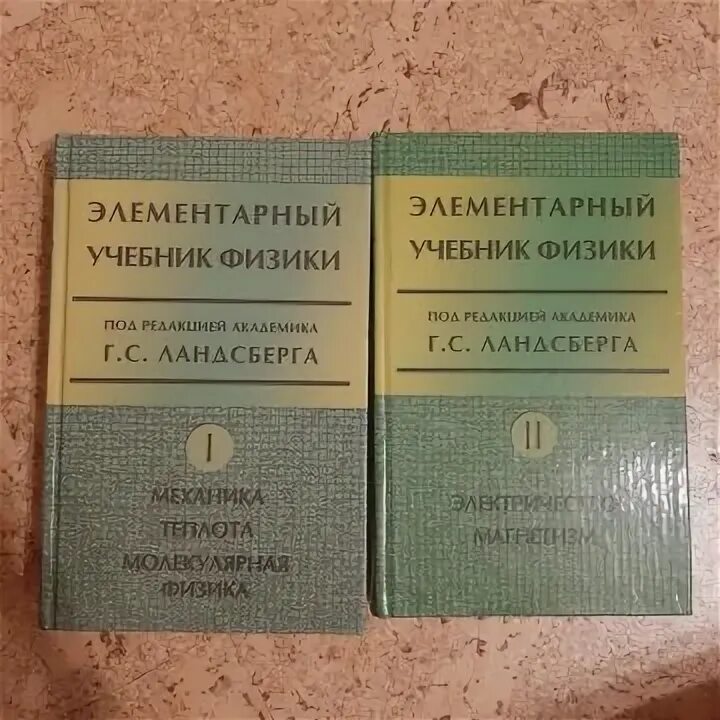 ЭЛЕМЕНТАРНЫЙ
УЧЕБНИК ФИЗИКИ
ПОД РЕДАКЦИЕЙ АКАДЕМИКА
Г.С. ЛАНДСБЕРГА
I
МЕХАНИКА
ТЕПЛОТА
МОЛЕКУЛЯРНАЯ
ФИЗИКА
ЭЛЕМЕНТАРНЫЙ
УЧЕБНИК ФИЗИКИ
ПОД РЕДАКЦИЕЙ АКАДЕМИКА
Г.С. ЛАНДСБЕРГА
II
ЭЛЕКТРИЧЕСТВО
МАГНЕТИЗМ